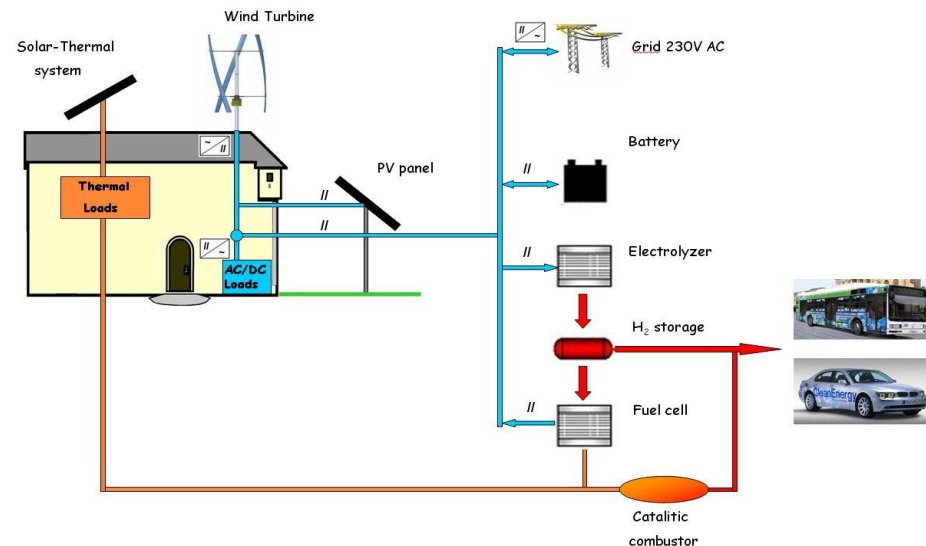 Wind Turbine
Solar-Thermal
system
Grid 230V AC
//
~
Battery
~
//
PV panel
//
Thermal
Loads
//
//
//
//
~
AC/DC
Loads
Electrolyzer
//
H2 storage
CleanEnergy
Fuel cell
//
Catalitic
combustor